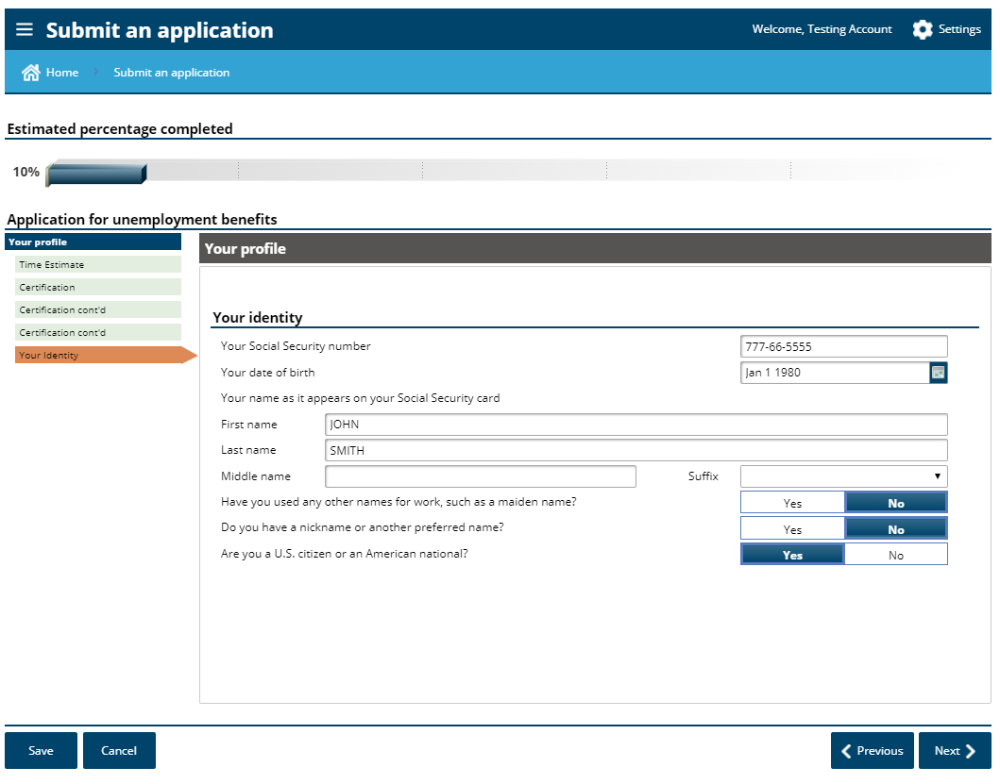 Submit an application
Welcome, Testing Account
Settings
Home
Submit an application
Estimated percentage completed
10%
Application for unemployment benefits
Your profile
Time Estimate
Certification
Certification cont'd
Certification cont'd
Your Identity
Your profile
Your identity
Your Social Security number 777-66-5555
Your date of birth Jan 1 1980
Your name as it appears on your Social Security card
First name JOHN
Last name SMITH
Middle name Suffix
Have you used any other names for work, such as a maiden name? Yes No
Do you have a nickname or another preferred name? Yes No
Are you a U.S. citizen or an American national? Yes No
Save Cancel Previous Next